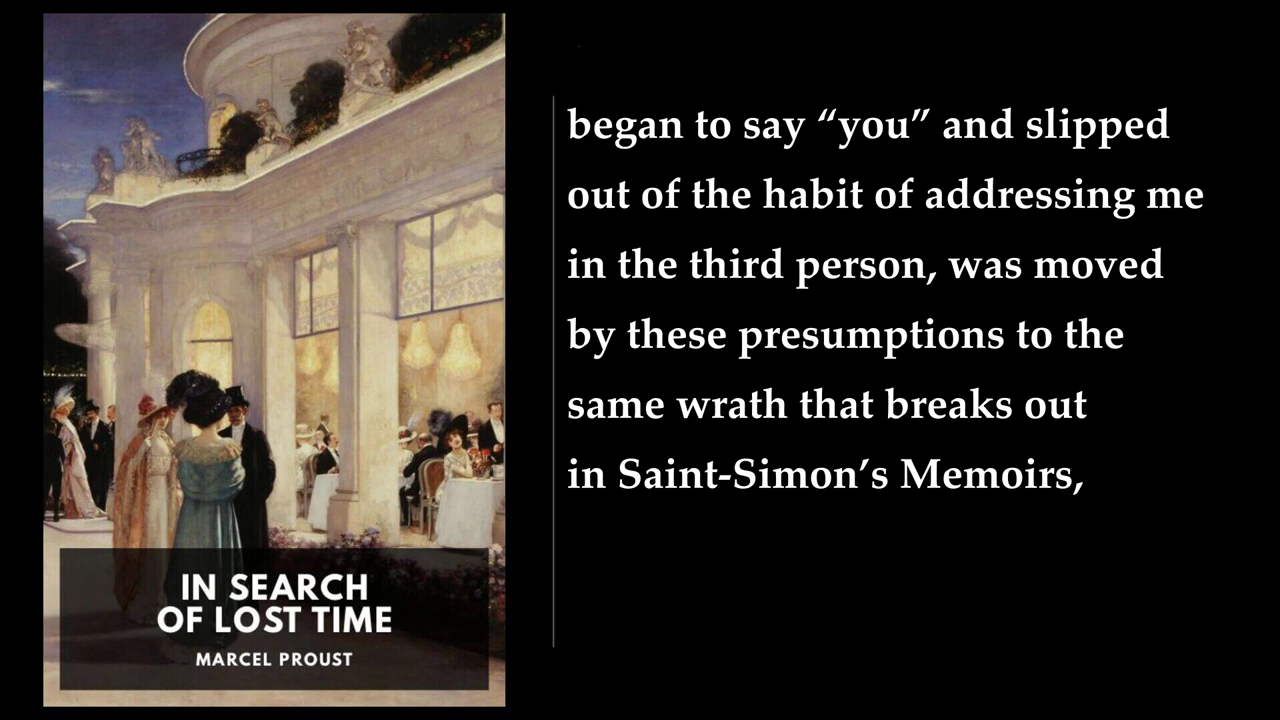 began to say “you” and slipped
out of the habit of addressing me
in the third person, was moved
by these presumptions to the
same wrath that breaks out
in Saint-Simon’s Memoirs,
IN SEARCH
OF LOST TIME
MARCEL PROUST